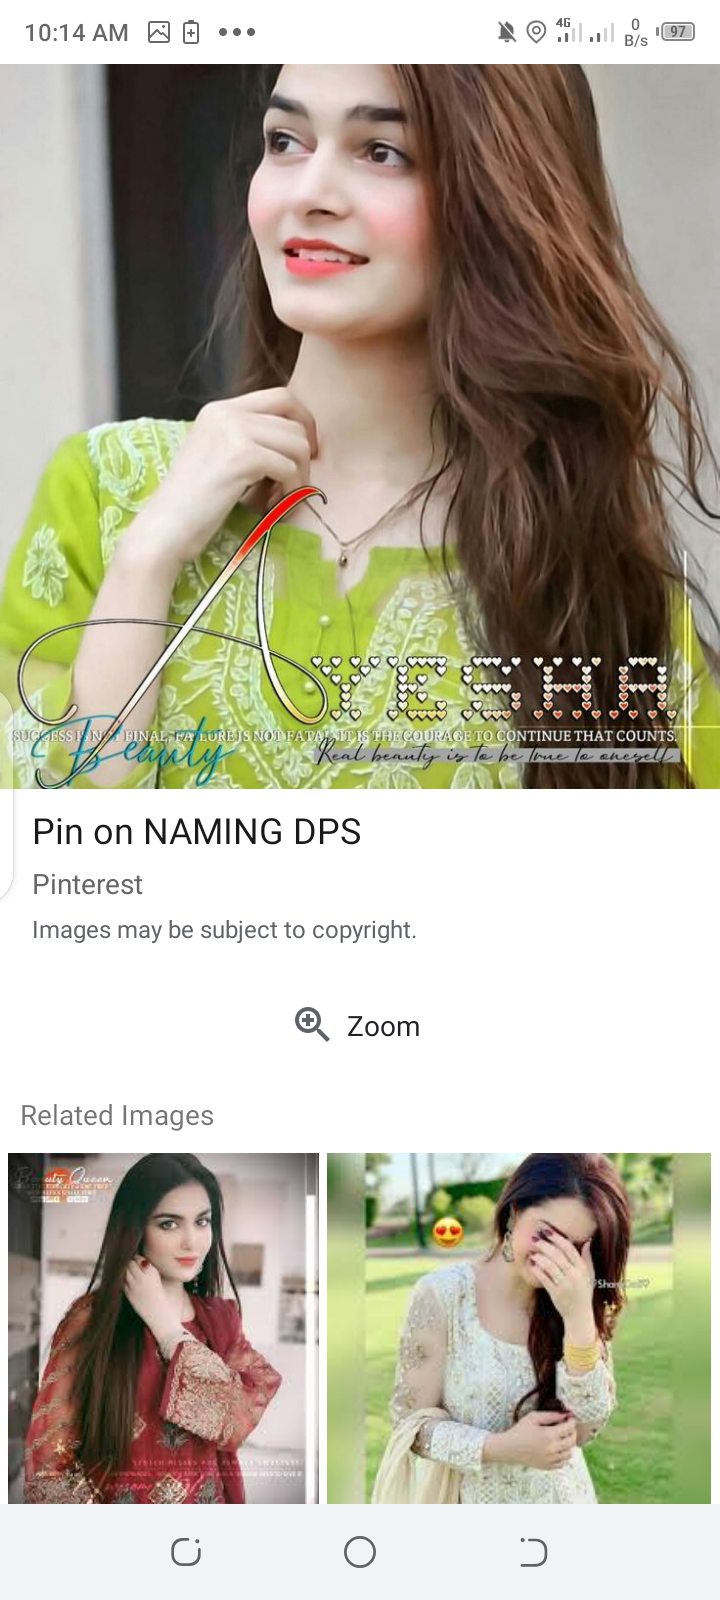 10:14 AM
4G
0
B/s
97
AYESHA
SUCCESS IS NOT FINAL, FAILURE IS NOT FATAL: IT IS THE COURAGE TO CONTINUE THAT COUNTS.
Beauty
Real beauty is to be true to oneself
Pin on NAMING DPS
Pinterest
Images may be subject to copyright.
Zoom
Related Images
Beauty Queen